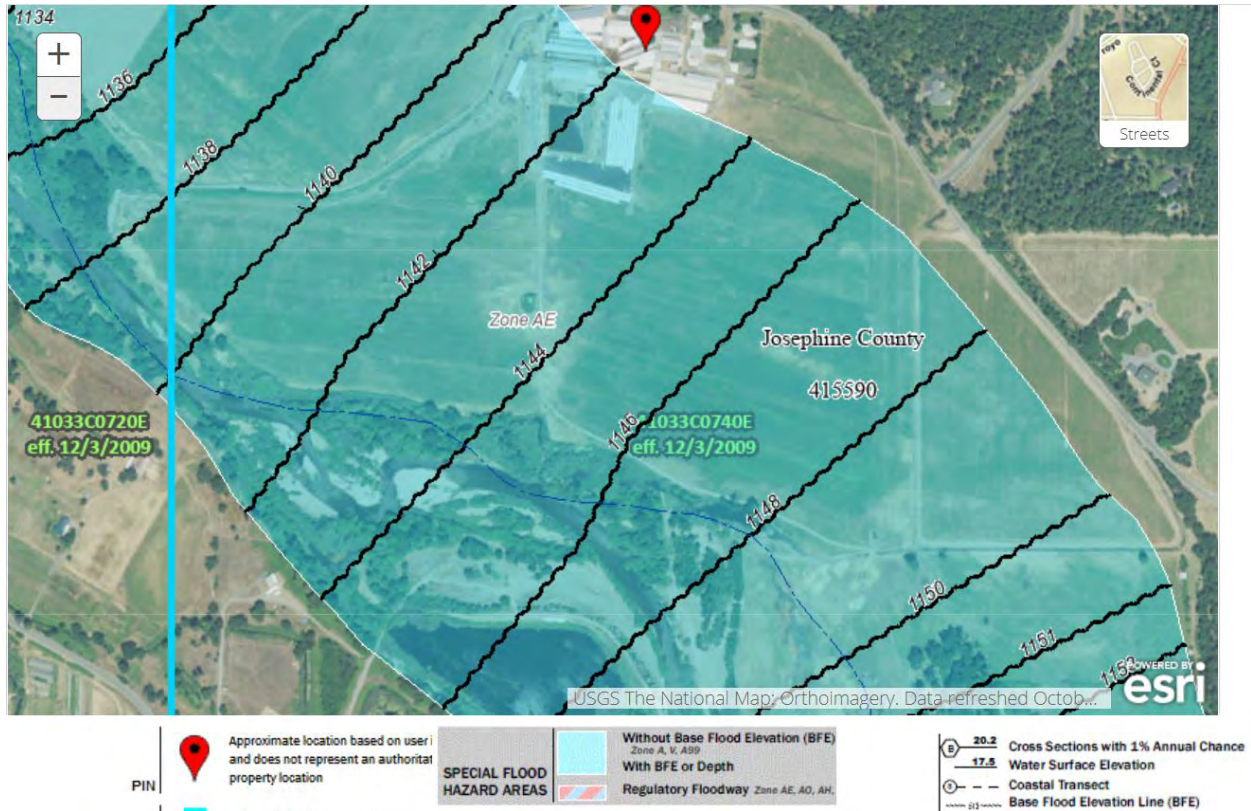 1134
+
−
1136
1138
1140
1142
1144
1146
1148
1150
1151
Zone AE
Josephine County
415590
41033C0720E
eff. 12/3/2009
1033C0740E
eff. 12/3/2009
Continental Ct
Streets
POWERED BY
esri
USGS The National Map: Orthoimagery. Data refreshed Octob...
PIN
Approximate location based on user i
and does not represent an authoritat
property location
SPECIAL FLOOD
HAZARD AREAS
Without Base Flood Elevation (BFE)
Zone A, V, A99
With BFE or Depth
Regulatory Floodway Zone AE, AO, AH,
B 20.2 Cross Sections with 1% Annual Chance
17.5 Water Surface Elevation
Coastal Transect
513 Base Flood Elevation Line (BFE)